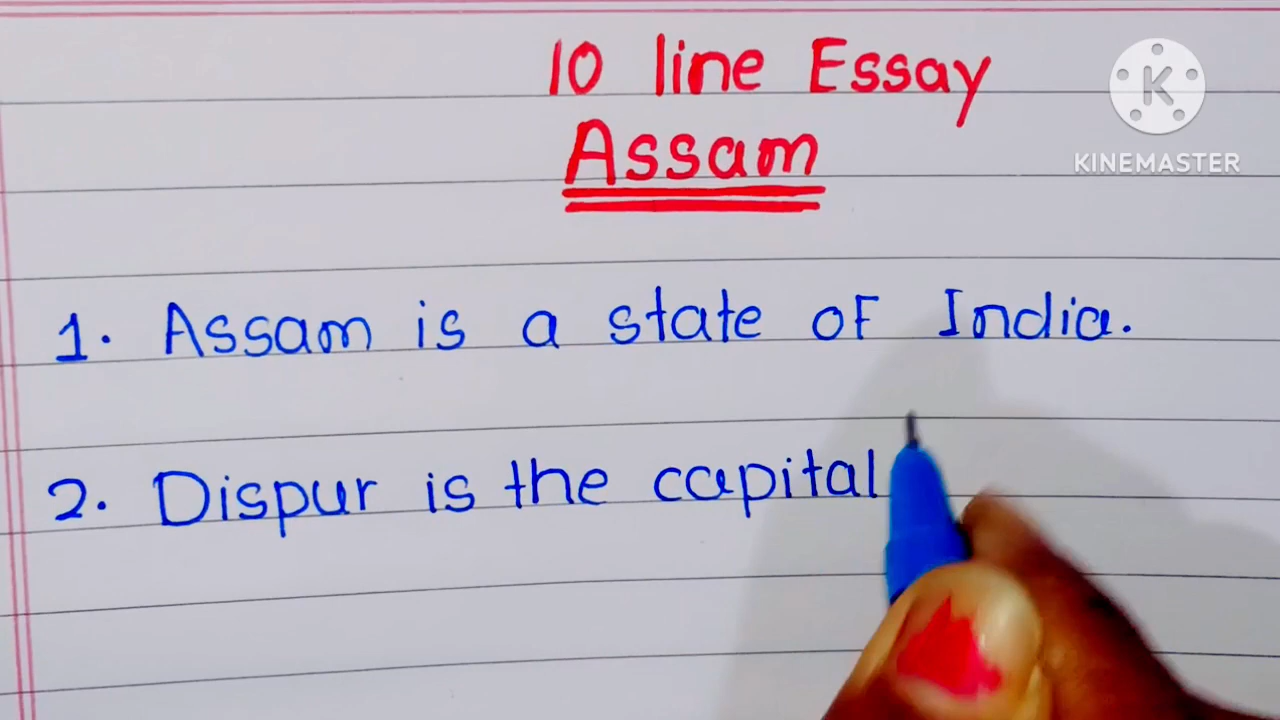 10 line Essay
Assam
KINEMASTER
1. Assam is a state of India.
2. Dispur is the capital